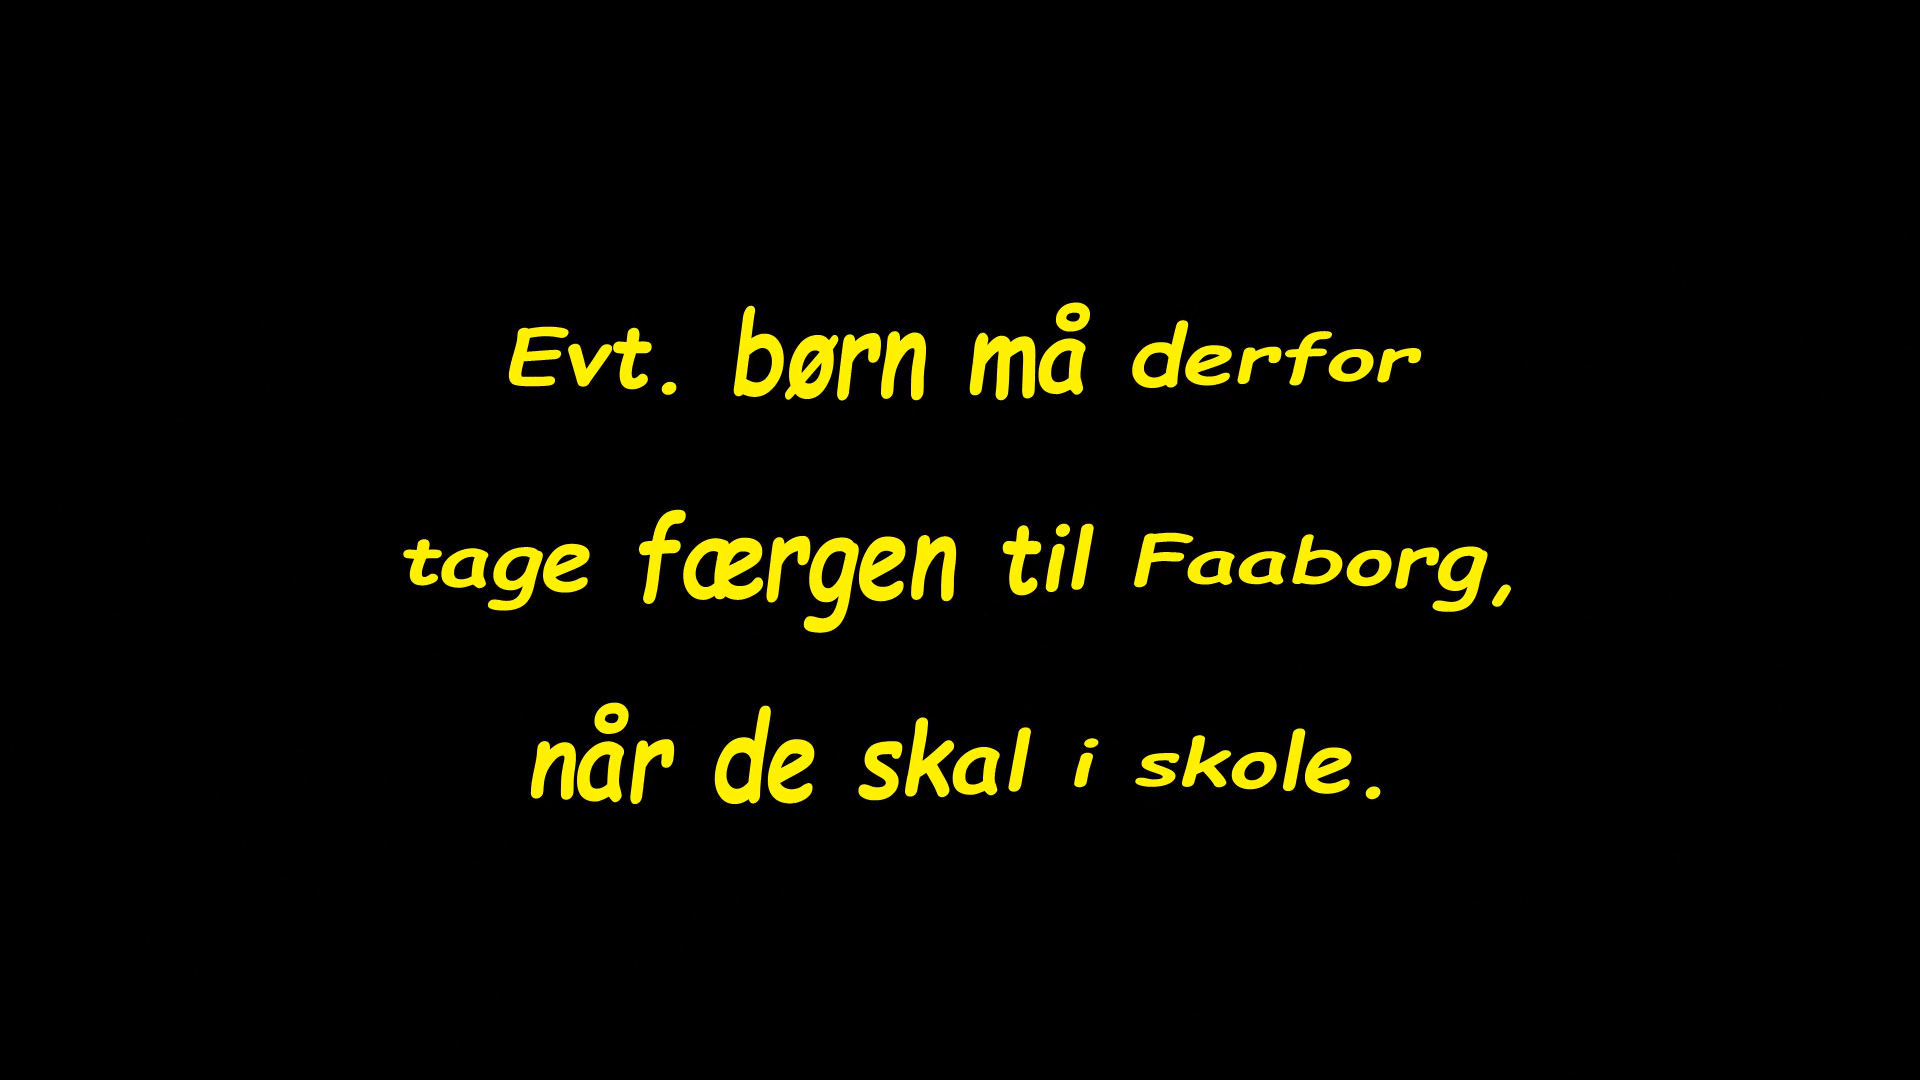 Evt. børn må derfor
tage færgen til Faaborg,
når de skal i skole.